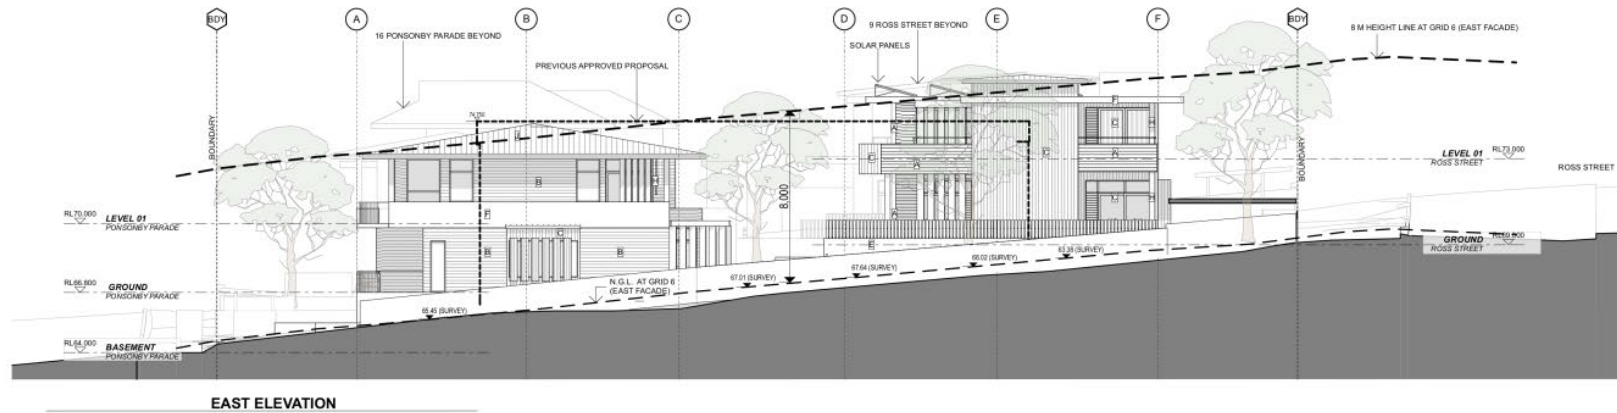 BDY
A
B
C
D
E
F
BDY
16 PONSONBY PARADE BEYOND
PREVIOUS APPROVED PROPOSAL
9 ROSS STREET BEYOND
SOLAR PANELS
8 M HEIGHT LINE AT GRID 6 (EAST FACADE)
BOUNDARY
BOUNDARY
8.000
RL73.000
LEVEL 01
ROSS STREET
ROSS STREET
RL70.000
LEVEL 01
PONSONBY PARADE
GROUND
ROSS STREET
RL66.800
GROUND
PONSONBY PARADE
N.G.L. AT GRID 6
(EAST FACADE)
65.45 (SURVEY)
67.01 (SURVEY)
67.64 (SURVEY)
68.02 (SURVEY)
RL64.000
BASEMENT
PONSONBY PARADE
EAST ELEVATION